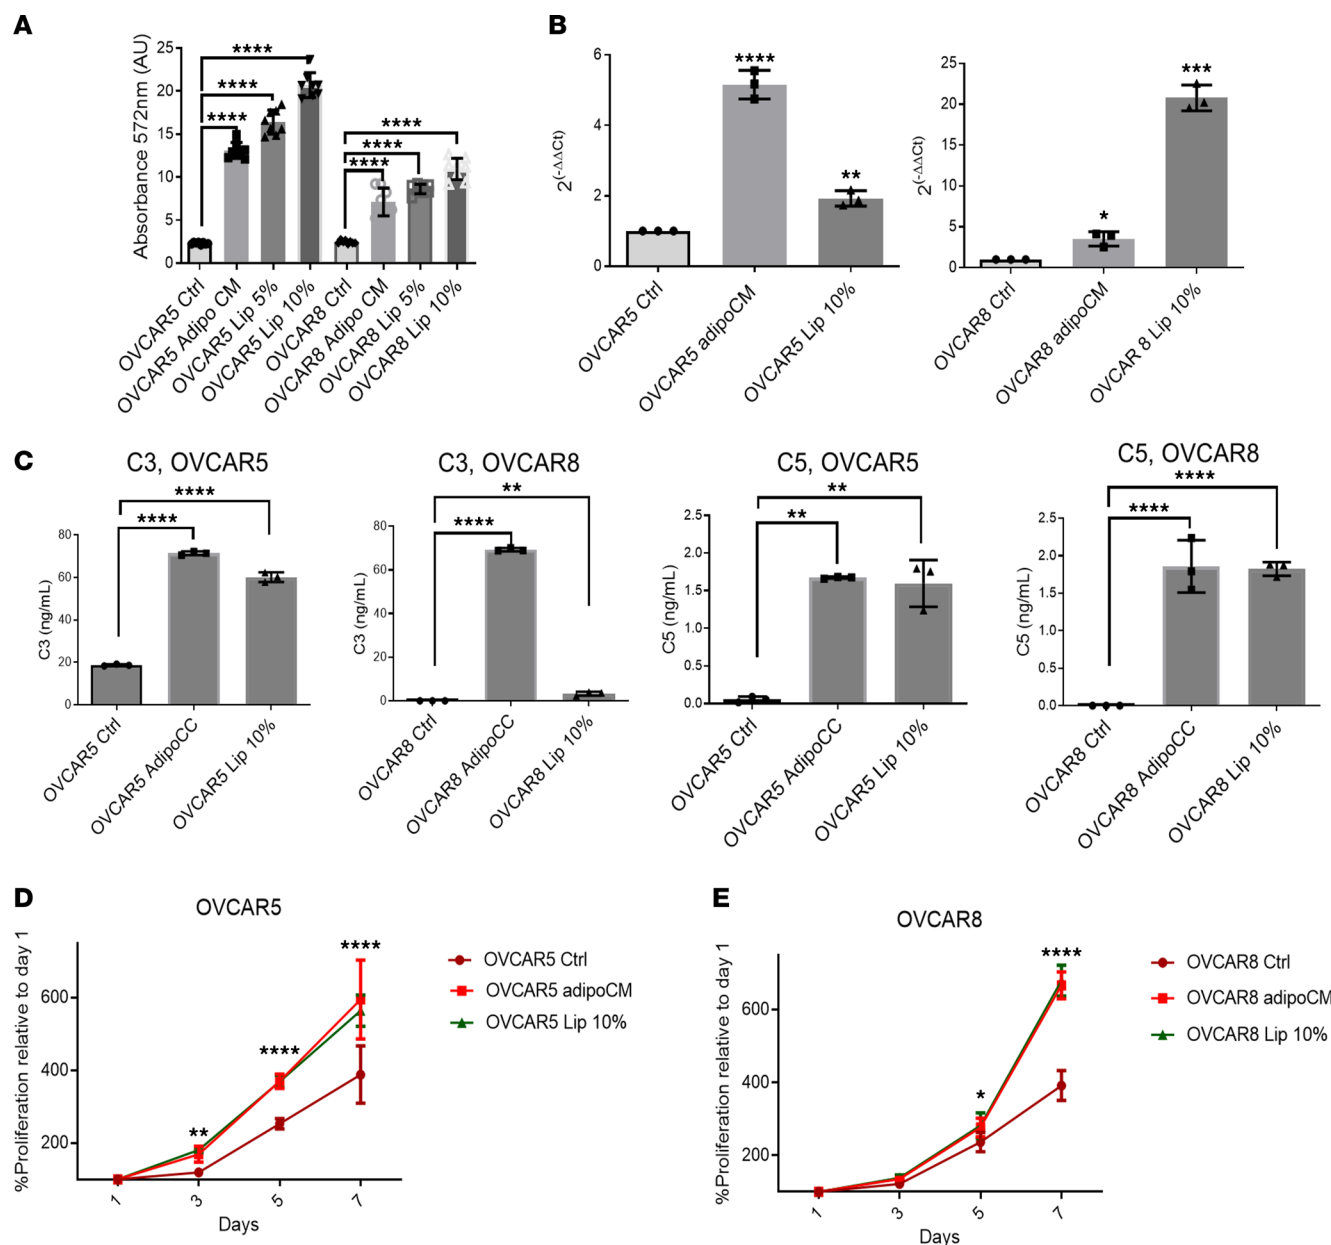 A
Absorbance 572nm (AU)
25
20
15
10
5
0
****
****
****
****
****
****
OVCAR5 Ctrl
OVCAR5 Adipo CM
OVCAR5 Lip 5%
OVCAR5 Lip 10%
OVCAR8 Ctrl
OVCAR8 Adipo CM
OVCAR8 Lip 5%
OVCAR8 Lip 10%
B
2(-ΔΔCt)
6
4
2
0
****
**
OVCAR5 Ctrl
OVCAR5 adipoCM
OVCAR5 Lip 10%
2(-ΔΔCt)
25
20
15
10
5
0
*
***
OVCAR8 Ctrl
OVCAR8 adipoCM
OVCAR 8 Lip 10%
C
C3, OVCAR5
****
****
C3 (ng/mL)
80
60
40
20
0
OVCAR5 Ctrl
OVCAR5 AdipoCC
OVCAR5 Lip 10%
C3, OVCAR8
**
****
C3 (ng/mL)
80
60
40
20
0
OVCAR8 Ctrl
OVCAR8 AdipoCC
OVCAR8 Lip 10%
C5, OVCAR5
**
**
C5 (ng/mL)
2.5
2.0
1.5
1.0
0.5
0.0
OVCAR5 Ctrl
OVCAR5 AdipoCC
OVCAR5 Lip 10%
C5, OVCAR8
****
****
C5 (ng/mL)
2.5
2.0
1.5
1.0
0.5
0.0
OVCAR8 Ctrl
OVCAR8 AdipoCC
OVCAR8 Lip 10%
D
OVCAR5
%Proliferation relative to day 1
600
400
200
**
****
****
1
3
5
7
Days
OVCAR5 Ctrl
OVCAR5 adipoCM
OVCAR5 Lip 10%
E
OVCAR8
%Proliferation relative to day 1
600
400
200
*
****
1
3
5
7
Days
OVCAR8 Ctrl
OVCAR8 adipoCM
OVCAR8 Lip 10%